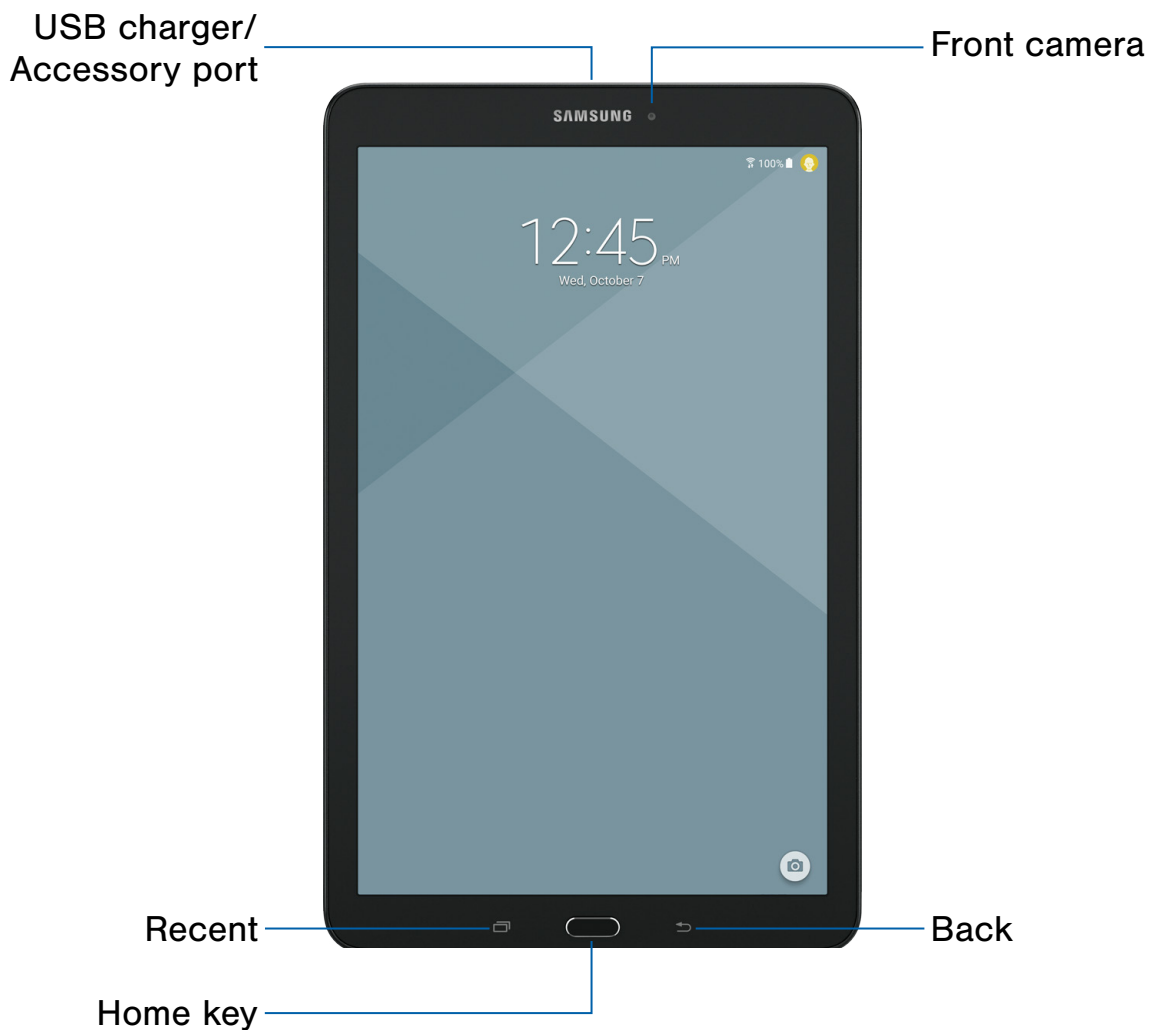 USB charger/
Accessory port
Front camera
SAMSUNG
100%
12:45 PM
Wed, October 7
Recent
Back
Home key